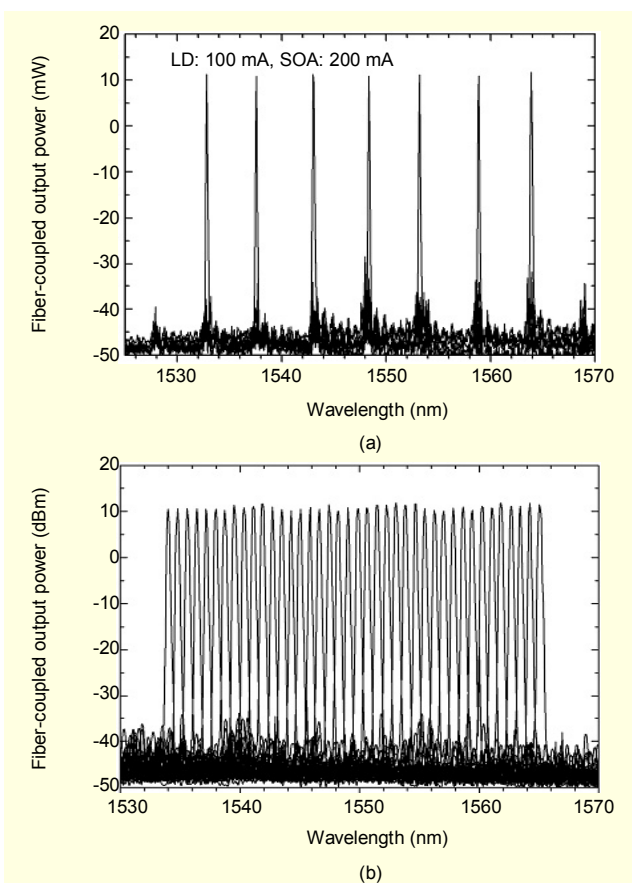 20
LD: 100 mA, SOA: 200 mA
10
0
-10
-20
-30
-40
-50
Fiber-coupled output power (mW)
1530 1540 1550 1560 1570
Wavelength (nm)
(a)
20
10
0
-10
-20
-30
-40
-50
Fiber-coupled output power (dBm)
1530 1540 1550 1560 1570
Wavelength (nm)
(b)